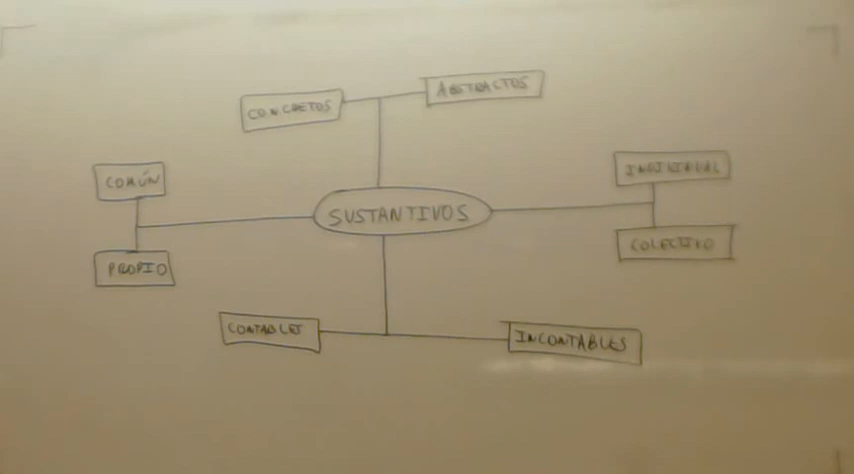 CONCRETOS
ABSTRACTOS
COMÚN
INDIVIDUAL
SUSTANTIVOS
PROPIO
COLECTIVO
CONTABLES
INCONTABLES